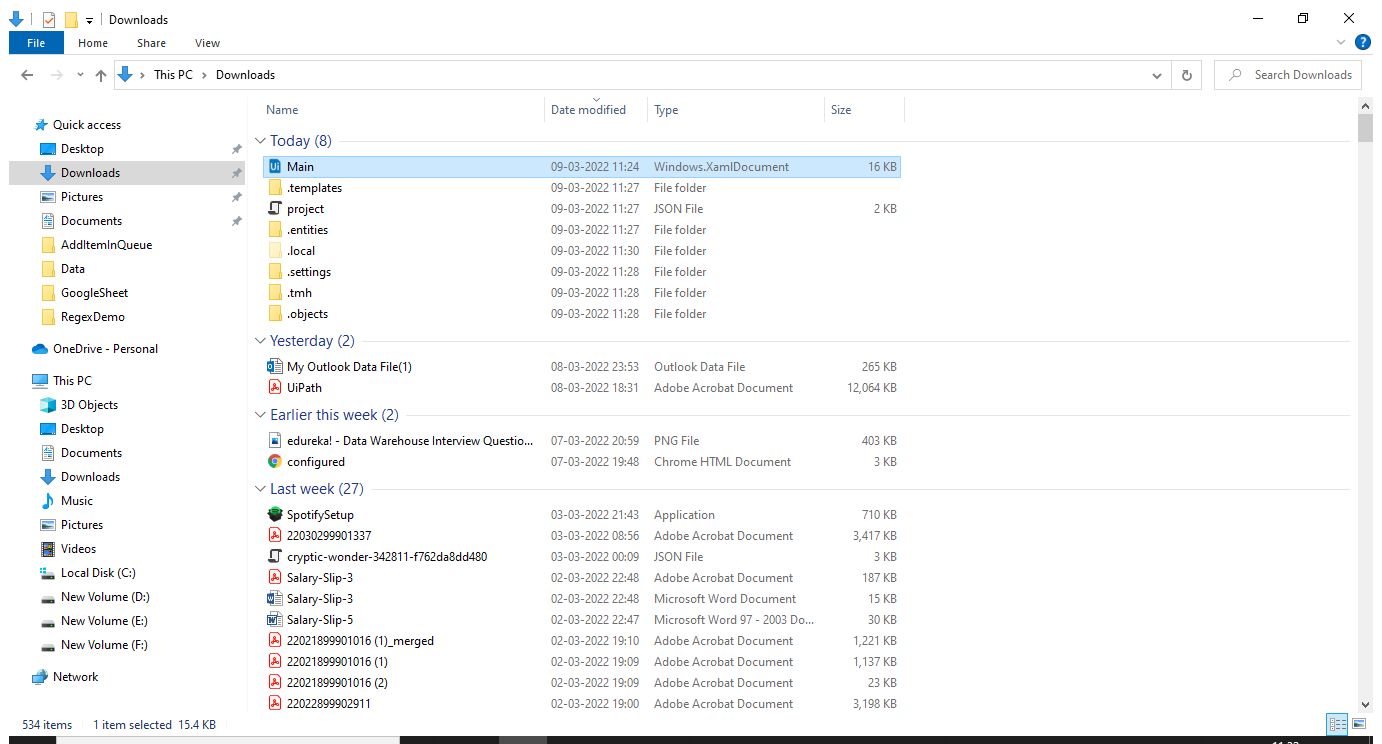 Downloads
File Home Share View
This PC Downloads Search Downloads
Name Date modified Type Size
Quick access
Desktop
Downloads
Pictures
Documents
AddItemInQueue
Data
GoogleSheet
RegexDemo
OneDrive - Personal
This PC
3D Objects
Desktop
Documents
Downloads
Music
Pictures
Videos
Local Disk (C:)
New Volume (D:)
New Volume (E:)
New Volume (F:)
Network
Today (8)
Main 09-03-2022 11:24 Windows.XamlDocument 16 KB
.templates 09-03-2022 11:27 File folder
project 09-03-2022 11:27 JSON File 2 KB
.entities 09-03-2022 11:27 File folder
.local 09-03-2022 11:30 File folder
.settings 09-03-2022 11:28 File folder
.tmh 09-03-2022 11:28 File folder
.objects 09-03-2022 11:28 File folder
Yesterday (2)
My Outlook Data File(1) 08-03-2022 23:53 Outlook Data File 265 KB
UiPath 08-03-2022 18:31 Adobe Acrobat Document 12,064 KB
Earlier this week (2)
edureka! - Data Warehouse Interview Questio... 07-03-2022 20:59 PNG File 403 KB
configured 07-03-2022 19:48 Chrome HTML Document 3 KB
Last week (27)
SpotifySetup 03-03-2022 21:43 Application 710 KB
22030299901337 03-03-2022 08:56 Adobe Acrobat Document 3,417 KB
cryptic-wonder-342811-f762da8dd480 03-03-2022 00:09 JSON File 3 KB
Salary-Slip-3 02-03-2022 22:48 Adobe Acrobat Document 187 KB
Salary-Slip-3 02-03-2022 22:48 Microsoft Word Document 15 KB
Salary-Slip-5 02-03-2022 22:47 Microsoft Word 97 - 2003 Do... 30 KB
22021899901016 (1)_merged 02-03-2022 19:10 Adobe Acrobat Document 1,221 KB
22021899901016 (1) 02-03-2022 19:09 Adobe Acrobat Document 1,137 KB
22021899901016 (2) 02-03-2022 19:09 Adobe Acrobat Document 23 KB
22022899902911 02-03-2022 19:00 Adobe Acrobat Document 3,198 KB
534 items 1 item selected 15.4 KB